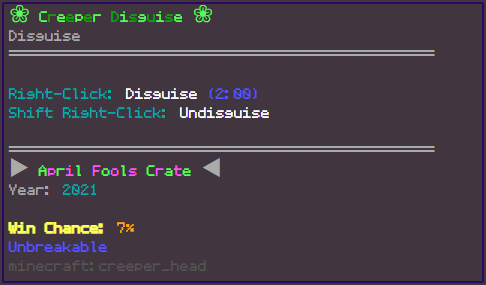 ❀ Creeper Disguise ❀
Disguise
Right-Click: Disguise (2:00)
Shift Right-Click: Undisguise
▶ April Fools Crate ◀
Year: 2021
Win Chance: 7%
Unbreakable
minecraft:creeper_head